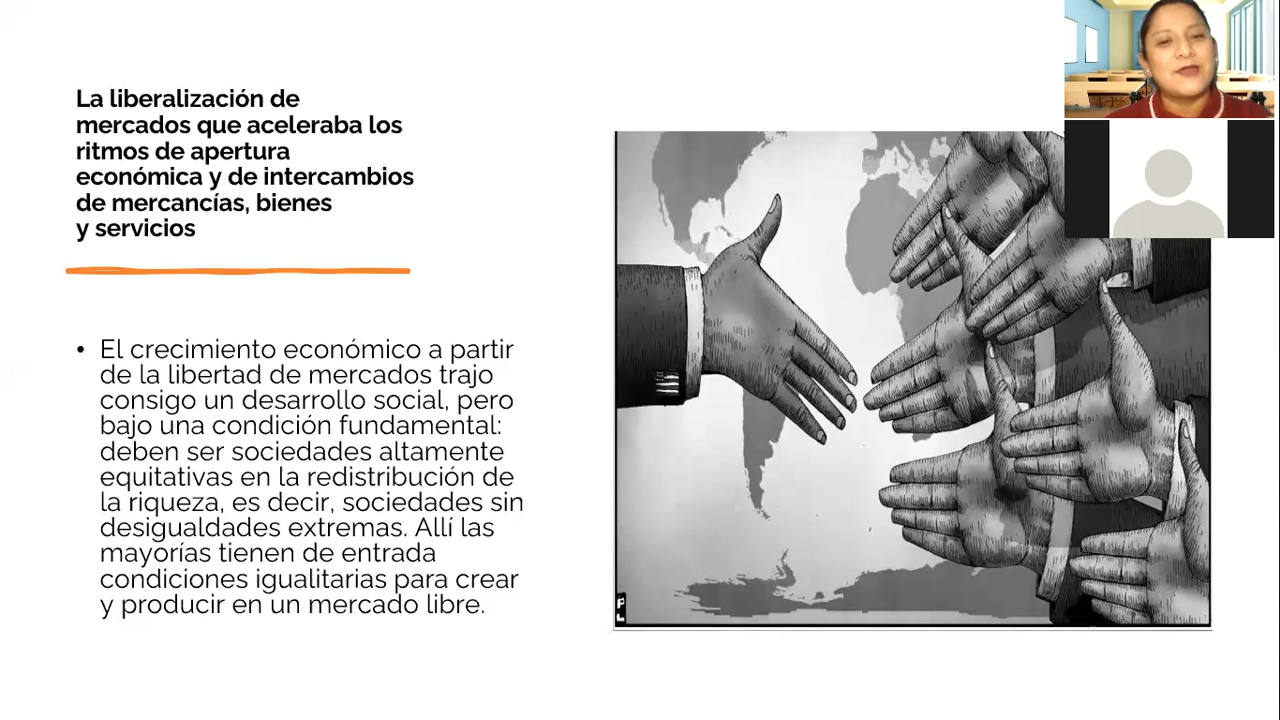 La liberalización de
mercados que aceleraba los
ritmos de apertura
económica y de intercambios
de mercancías, bienes
y servicios
• El crecimiento económico a partir
de la libertad de mercados trajo
consigo un desarrollo social, pero
bajo una condición fundamental:
deben ser sociedades altamente
equitativas en la redistribución de
la riqueza, es decir, sociedades sin
desigualdades extremas. Allí las
mayorías tienen de entrada
condiciones igualitarias para crear
y producir en un mercado libre.
P
L